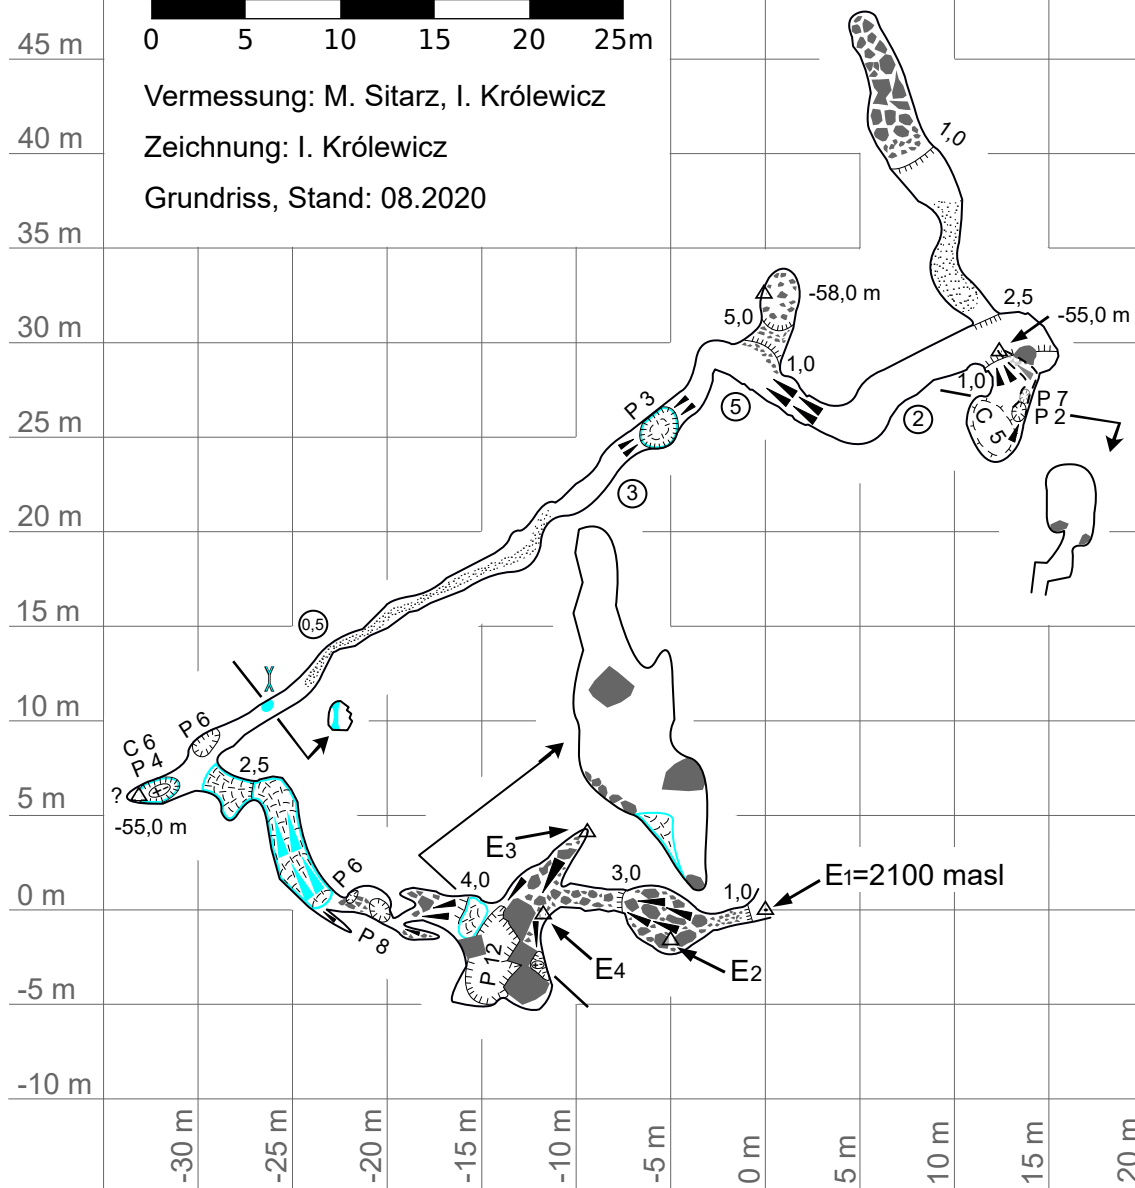 0 5 10 15 20 25m
45 m
Vermessung: M. Sitarz, I. Królewicz
40 m
1,0
Zeichnung: I. Królewicz
Grundriss, Stand: 08.2020
35 m
-58,0 m
2,5
5,0
-55,0 m
30 m
1,0
1,0
P 3
5
2
C 5
P 7
P 2
25 m
3
20 m
15 m
0,5
10 m
P 6
C 6
P 4
2,5
?
5 m
-55,0 m
E3
P 6
4,0
3,0
1,0
E1=2100 masl
0 m
P 8
P 12
E4
E2
-5 m
-10 m
-30 m
-25 m
-20 m
-15 m
-10 m
-5 m
0 m
5 m
10 m
15 m
20 m